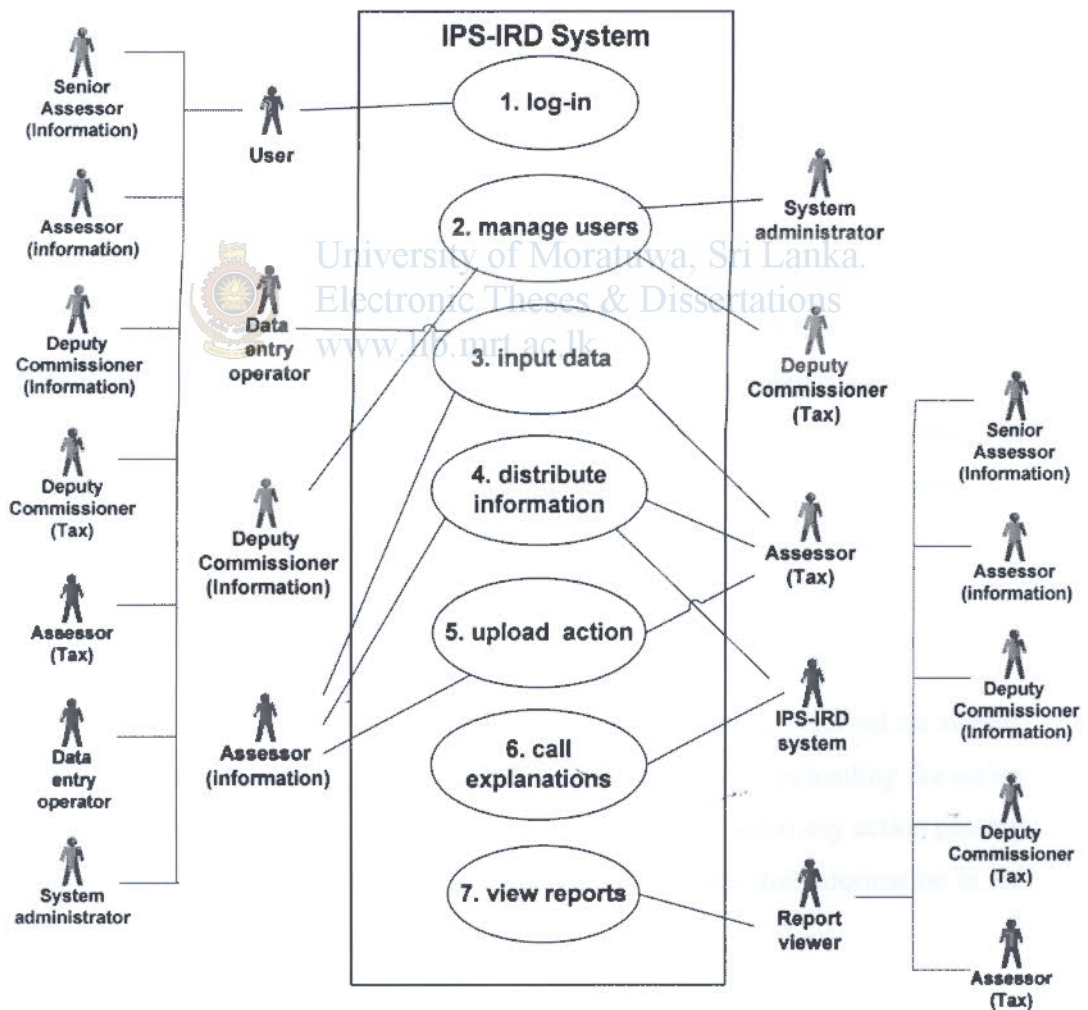 IPS-IRD System
1. log-in
2. manage users
3. input data
4. distribute
information
5. upload action
6. call
explanations
7. view reports
Senior
Assessor
(Information)
Assessor
(information)
Deputy
Commissioner
(Information)
Deputy
Commissioner
(Tax)
Assessor
(Tax)
Data
entry
operator
System
administrator
User
Data
entry
operator
Deputy
Commissioner
(Information)
Assessor
(information)
System
administrator
Deputy
Commissioner
(Tax)
Assessor
(Tax)
IPS-IRD
system
Report
viewer
Senior
Assessor
(Information)
Assessor
(information)
Deputy
Commissioner
(Information)
Deputy
Commissioner
(Tax)
Assessor
(Tax)
University of Moratuwa, Sri Lanka.
Electronic Theses & Dissertations
www.lib.mrt.ac.lk